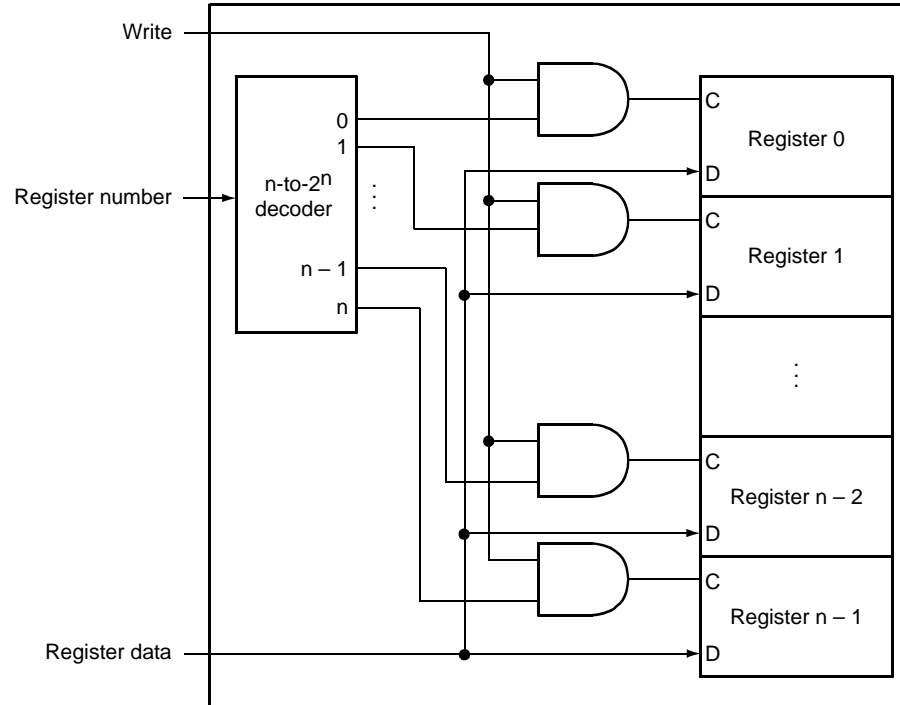 Write
0
1
n-to-2n
decoder
⋮
n – 1
n
Register number
Register data
C
Register 0
D
C
Register 1
D
⋮
C
Register n – 2
D
C
Register n – 1
D